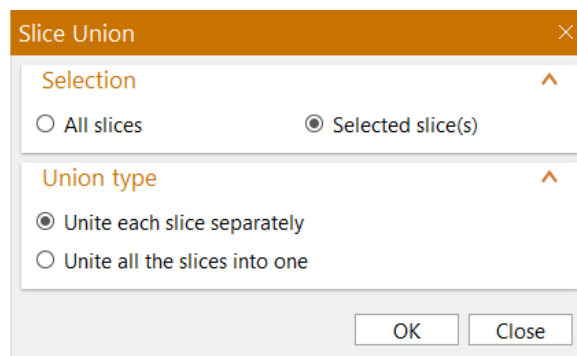 Slice Union
Selection
All slices Selected slice(s)
Union type
Unite each slice separately
Unite all the slices into one
OK Close